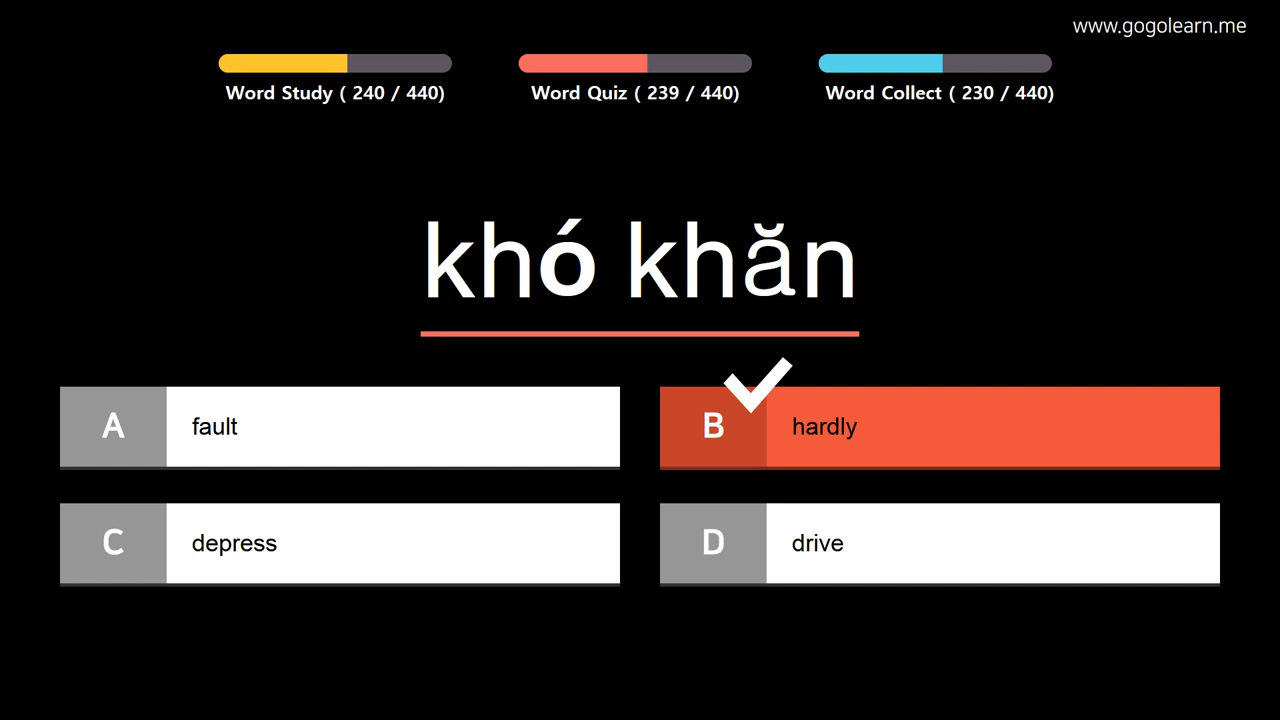 www.gogolearn.me
Word Study ( 240 / 440)
Word Quiz ( 239 / 440)
Word Collect ( 230 / 440)
khó khăn
A fault
B hardly
C depress
D drive